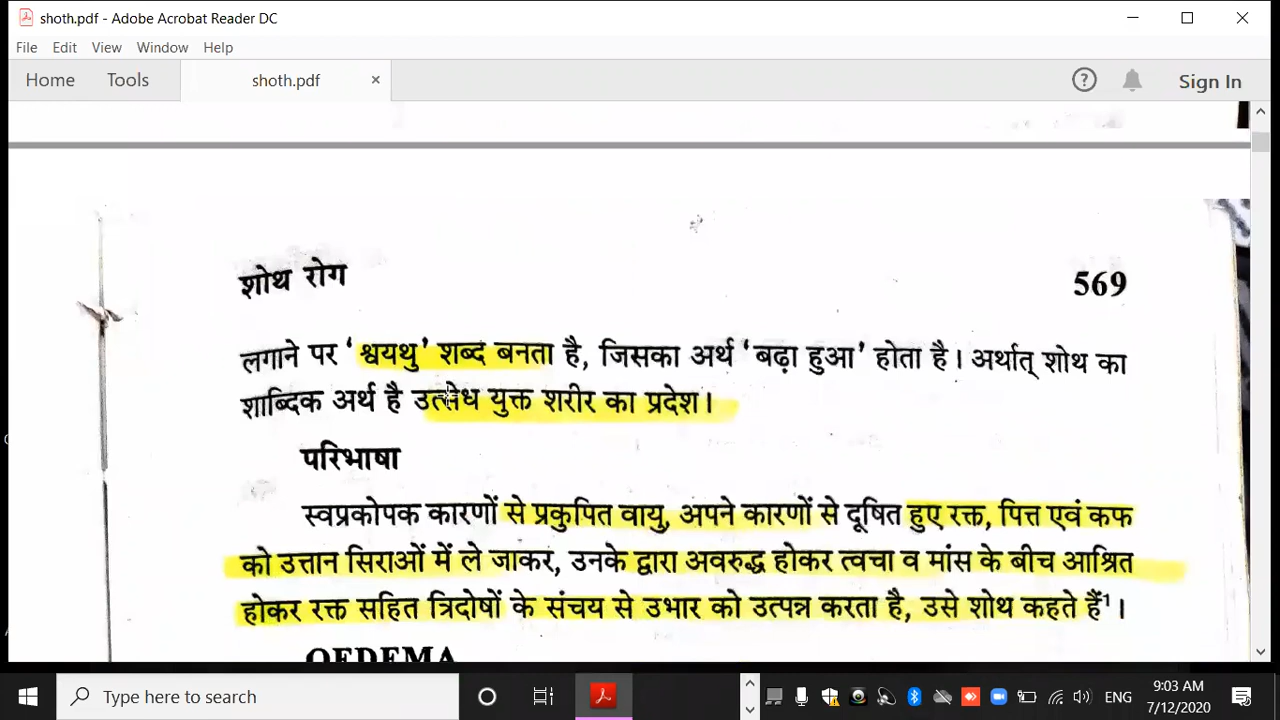 shoth.pdf - Adobe Acrobat Reader DC
File Edit View Window Help
Home Tools shoth.pdf × ? Sign In
शोथ रोग 569
लगाने पर 'श्वयथु' शब्द बनता है, जिसका अर्थ 'बढ़ा हुआ' होता है। अर्थात् शोथ का
शाब्दिक अर्थ है उत्सेध युक्त शरीर का प्रदेश।
परिभाषा
स्वप्रकोपक कारणों से प्रकुपित वायु, अपने कारणों से दूषित हुए रक्त, पित्त एवं कफ
को उत्तान सिराओं में ले जाकर, उनके द्वारा अवरुद्ध होकर त्वचा व मांस के बीच आश्रित
होकर रक्त सहित त्रिदोषों के संचय से उभार को उत्पन्न करता है, उसे शोथ कहते हैं¹।
OEDEMA
Type here to search
ENG
9:03 AM
7/12/2020